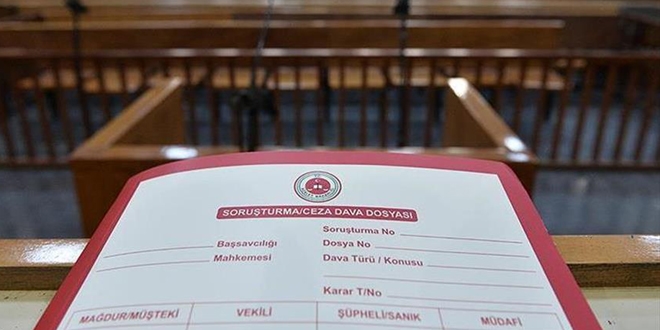 SORUŞTURMA/CEZA DAVA DOSYASI
Soruşturma No
Başsavcılığı Dosya No
Mahkemesi Dava Türü / Konusu
Karar T/No
MAĞDUR/MÜŞTEKİ VEKİLİ ŞÜPHELİ/SANIK MÜDAFİ